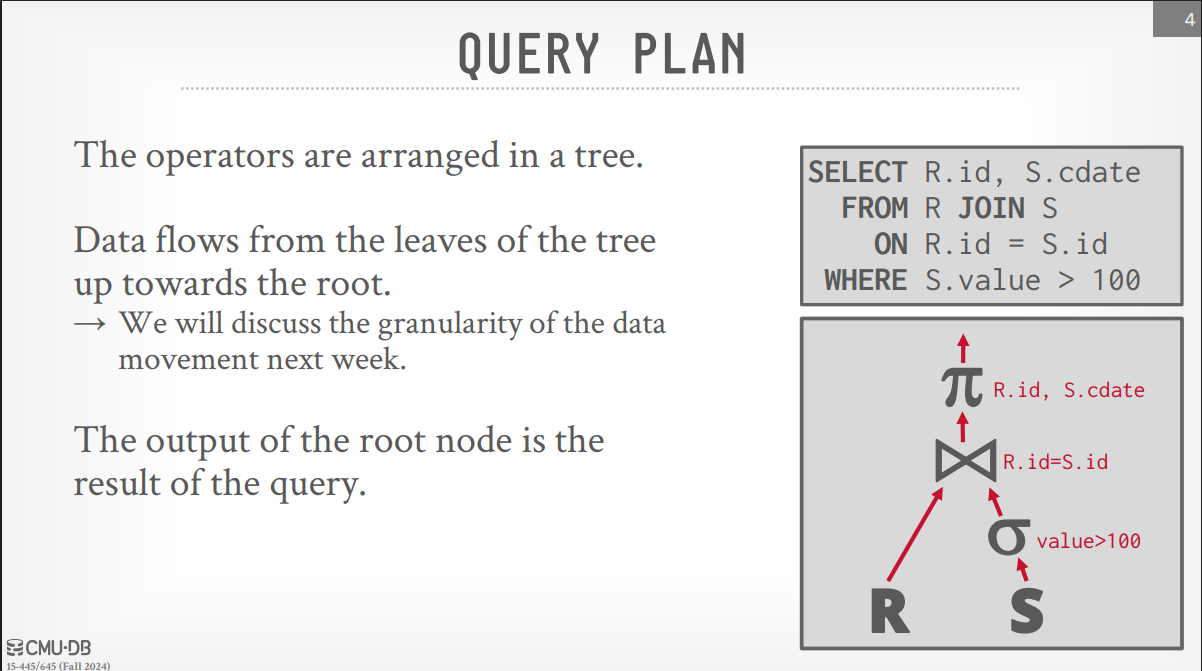 4
QUERY PLAN
The operators are arranged in a tree.
Data flows from the leaves of the tree
up towards the root.
→ We will discuss the granularity of the data
movement next week.
The output of the root node is the
result of the query.
SELECT R.id, S.cdate
FROM R JOIN S
ON R.id = S.id
WHERE S.value > 100
π R.id, S.cdate
⋈ R.id=S.id
σ value>100
R S
CMU·DB
15-445/645 (Fall 2024)